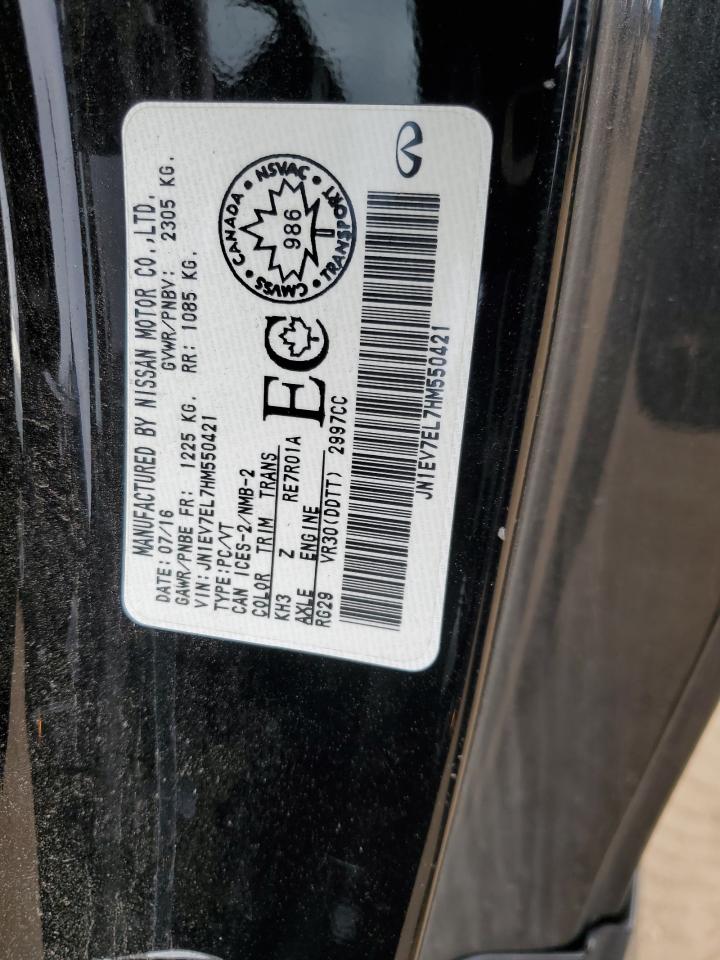 MANUFACTURED BY NISSAN MOTOR CO.,LTD.
DATE: 07/16 GVWR/PNBV: 2305 KG.
GAWR/PNBE FR: 1225 KG. RR: 1085 KG.
VIN: JN1EV7EL7HM550421
TYPE:PC/VT
CAN ICES-2/NMB-2
COLOR TRIM TRANS
KH3 Z RE7R01A
AXLE ENGINE
RG29 VR30(DDTT) 2997CC
EC
CANADA • NSVAC • TRANSPORT • CMVSS •
986
JN1EV7EL7HM550421